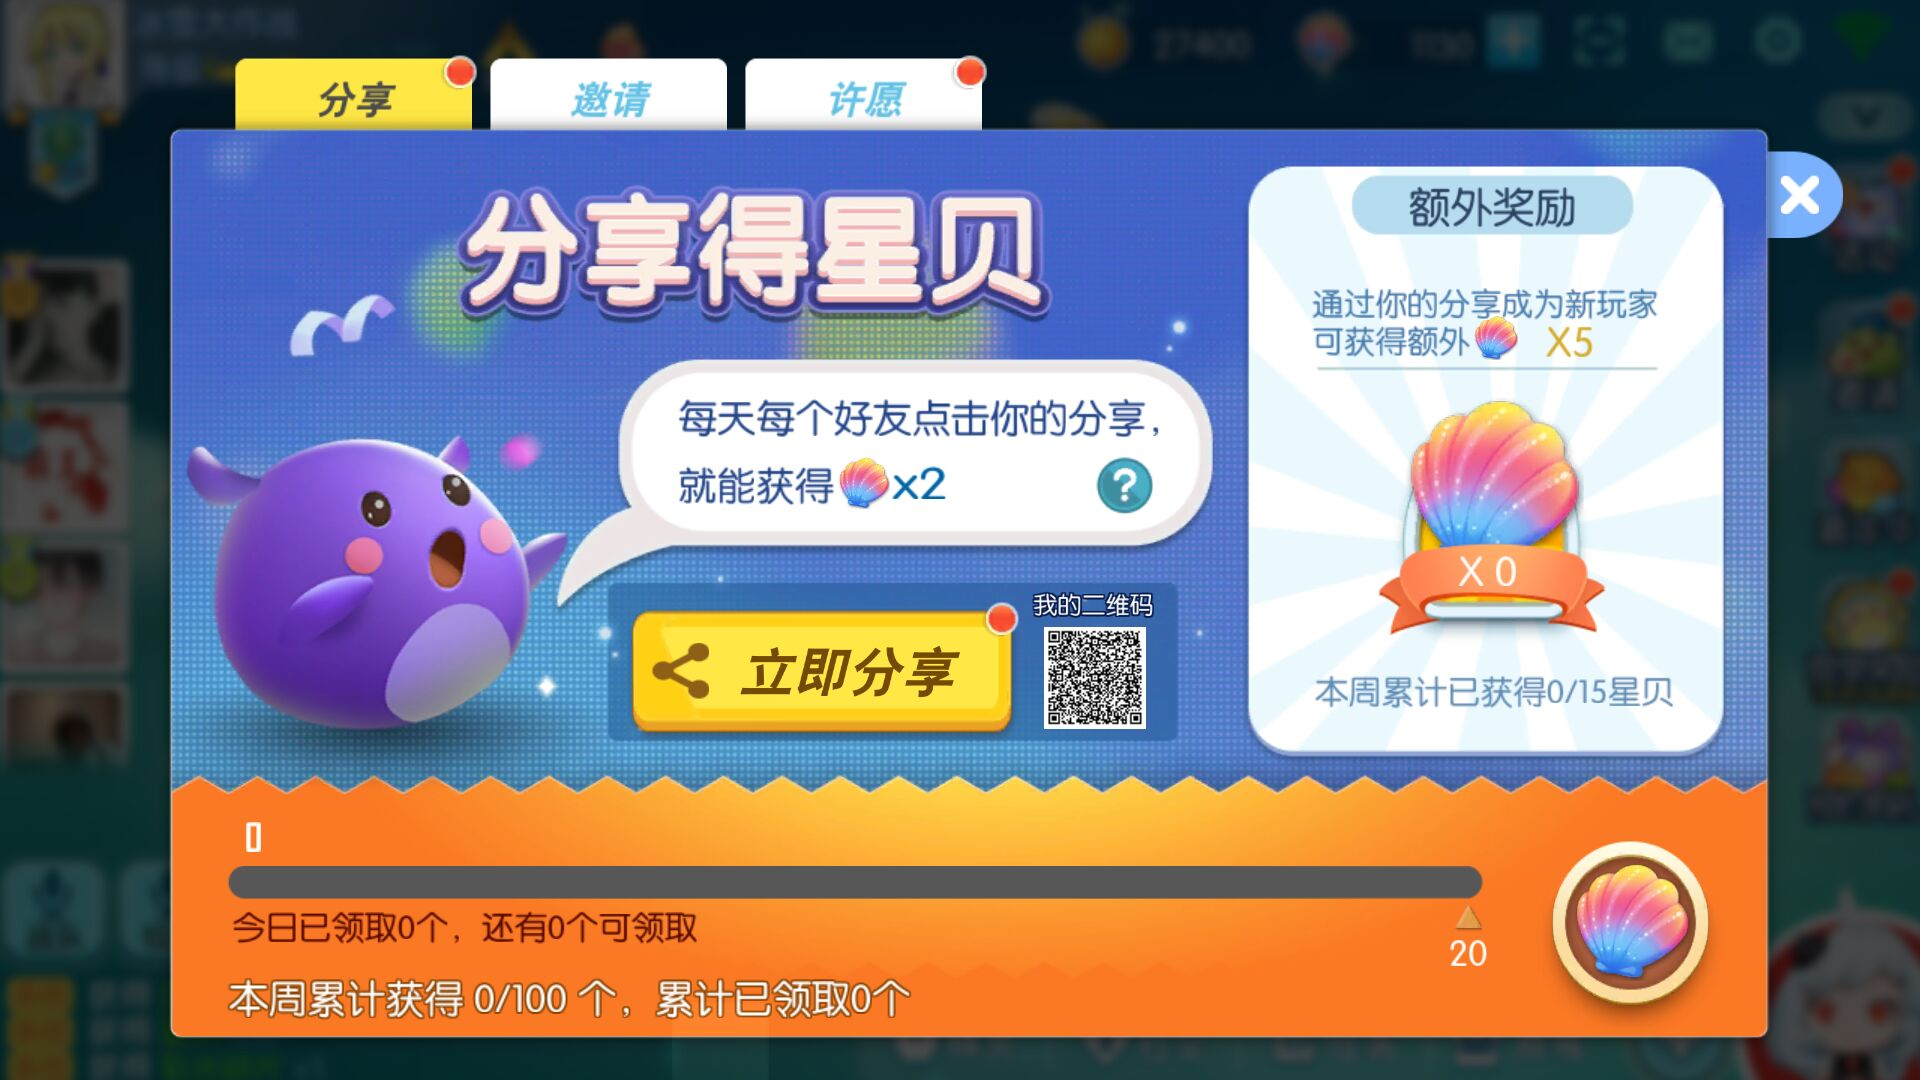 27400
1130
分享
邀请
许愿
分享得星贝
每天每个好友点击你的分享，
就能获得x2
?
立即分享
我的二维码
额外奖励
通过你的分享成为新玩家
可获得额外 X5
X 0
本周累计已获得0/15星贝
0
20
今日已领取0个，还有0个可领取
本周累计获得 0/100 个，累计已领取0个